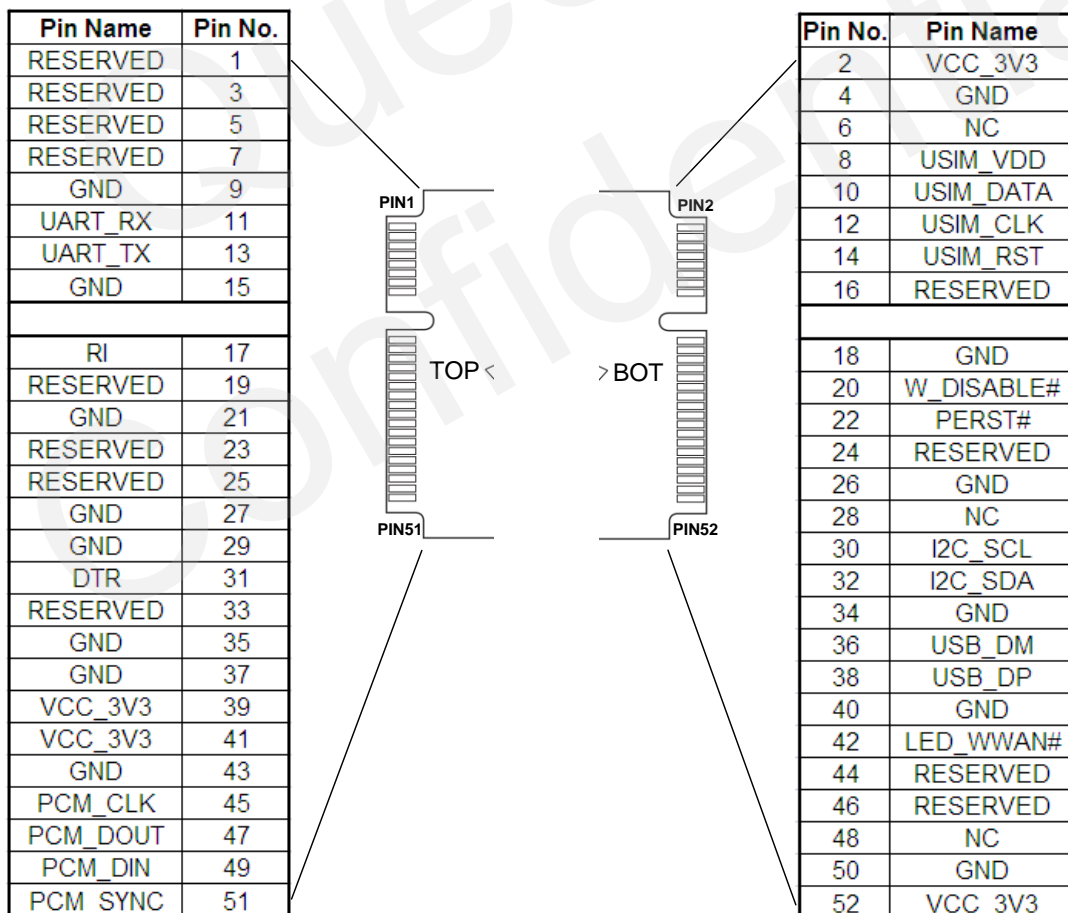 Pin Name Pin No.
RESERVED 1
RESERVED 3
RESERVED 5
RESERVED 7
GND 9
UART_RX 11
UART_TX 13
GND 15
RI 17
RESERVED 19
GND 21
RESERVED 23
RESERVED 25
GND 27
GND 29
DTR 31
RESERVED 33
GND 35
GND 37
VCC_3V3 39
VCC_3V3 41
GND 43
PCM_CLK 45
PCM_DOUT 47
PCM_DIN 49
PCM_SYNC 51
PIN1
TOP
PIN51
PIN2
BOT
PIN52
Pin No. Pin Name
2 VCC_3V3
4 GND
6 NC
8 USIM_VDD
10 USIM_DATA
12 USIM_CLK
14 USIM_RST
16 RESERVED
18 GND
20 W_DISABLE#
22 PERST#
24 RESERVED
26 GND
28 NC
30 I2C_SCL
32 I2C_SDA
34 GND
36 USB_DM
38 USB_DP
40 GND
42 LED_WWAN#
44 RESERVED
46 RESERVED
48 NC
50 GND
52 VCC_3V3